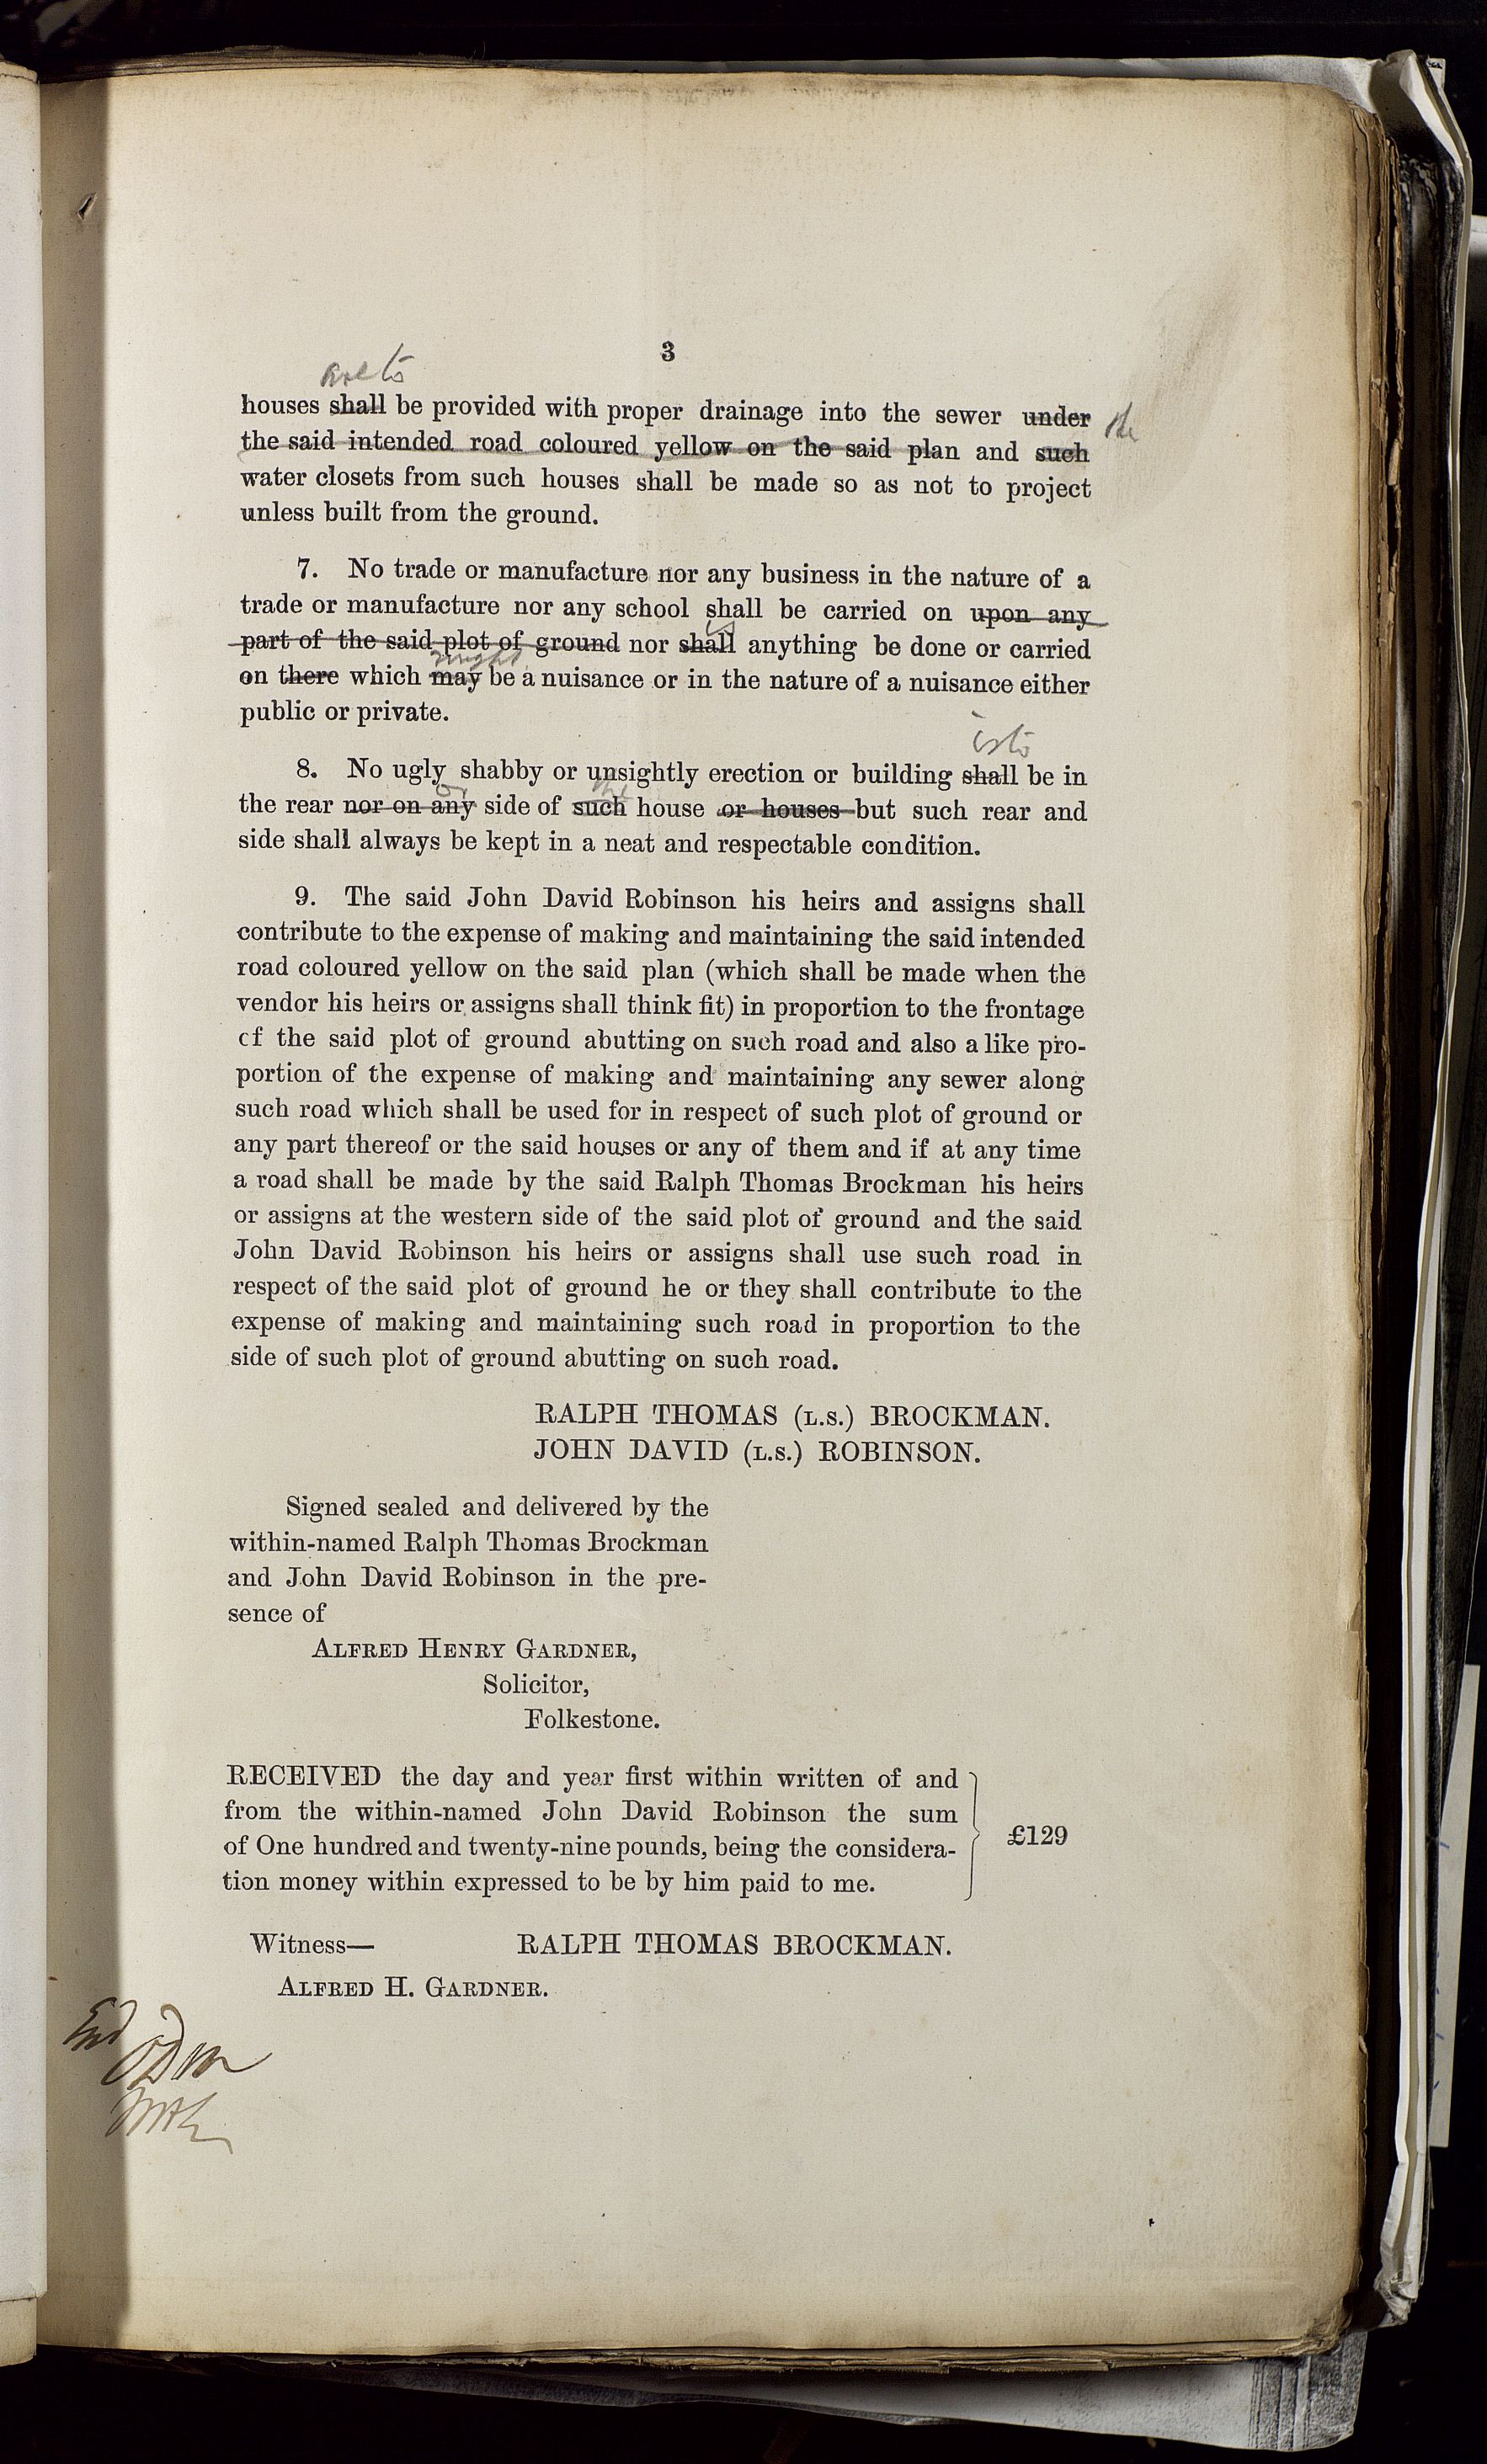 3
are to
houses shall be provided with proper drainage into the sewer under the
the said intended road coloured yellow on the said plan and such
water closets from such houses shall be made so as not to project
unless built from the ground.
7. No trade or manufacture nor any business in the nature of a
trade or manufacture nor any school shall be carried on upon any
is
part of the said plot of ground nor shall anything be done or carried
might
on there which may be a nuisance or in the nature of a nuisance either
public or private.
is to
8. No ugly shabby or unsightly erection or building shall be in
or the
the rear nor on any side of such house or houses but such rear and
side shall always be kept in a neat and respectable condition.
9. The said John David Robinson his heirs and assigns shall
contribute to the expense of making and maintaining the said intended
road coloured yellow on the said plan (which shall be made when the
vendor his heirs or assigns shall think fit) in proportion to the frontage
of the said plot of ground abutting on such road and also a like pro-
portion of the expense of making and maintaining any sewer along
such road which shall be used for in respect of such plot of ground or
any part thereof or the said houses or any of them and if at any time
a road shall be made by the said Ralph Thomas Brockman his heirs
or assigns at the western side of the said plot of ground and the said
John David Robinson his heirs or assigns shall use such road in
respect of the said plot of ground he or they shall contribute to the
expense of making and maintaining such road in proportion to the
side of such plot of ground abutting on such road.
RALPH THOMAS (L.S.) BROCKMAN.
JOHN DAVID (L.S.) ROBINSON.
Signed sealed and delivered by the
within-named Ralph Thomas Brockman
and John David Robinson in the pre-
sence of
ALFRED HENRY GARDNER,
Solicitor,
Folkestone.
RECEIVED the day and year first within written of and
from the within-named John David Robinson the sum
of One hundred and twenty-nine pounds, being the considera-
tion money within expressed to be by him paid to me.
£129
Witness— RALPH THOMAS BROCKMAN.
ALFRED H. GARDNER.